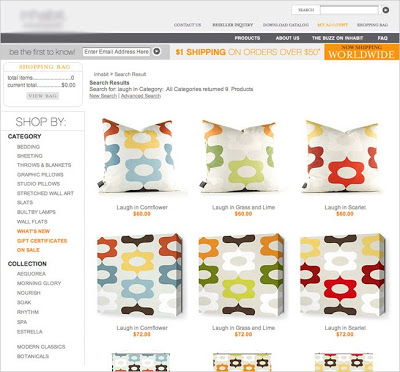 SEARCH
CONTACT US RESELLER INQUIRY DOWNLOAD CATALOG MY ACCOUNT SHOPPING BAG
PRODUCTS ABOUT US THE BUZZ ON INHABIT FAQ
be the first to know! Enter Email Address Here $1 SHIPPING ON ORDERS OVER $50* NOW SHIPPING WORLDWIDE
SHOPPING BAG
total items..............0
current total..............$0.00
VIEW BAG
Inhabit > Search Result
Search Results
Search for: laugh in Category: All Categories returned 9 Products
New Search | Advanced Search
SHOP BY:
CATEGORY
BEDDING
SHEETING
THROWS & BLANKETS
GRAPHIC PILLOWS
STUDIO PILLOWS
STRETCHED WALL ART
SLATS
BUILTBY LAMPS
WALL FLATS
WHAT'S NEW
GIFT CERTIFICATES
ON SALE
COLLECTION
AEQUOREA
MORNING GLORY
NOURISH
SOAK
RHYTHM
SPA
ESTRELLA
MODERN CLASSICS
BOTANICALS
Laugh in Cornflower
$60.00
Laugh in Grass and Lime
$60.00
Laugh in Scarlet
$60.00
Laugh in Cornflower
$72.00
Laugh in Grass and Lime
$72.00
Laugh in Scarlet
$72.00